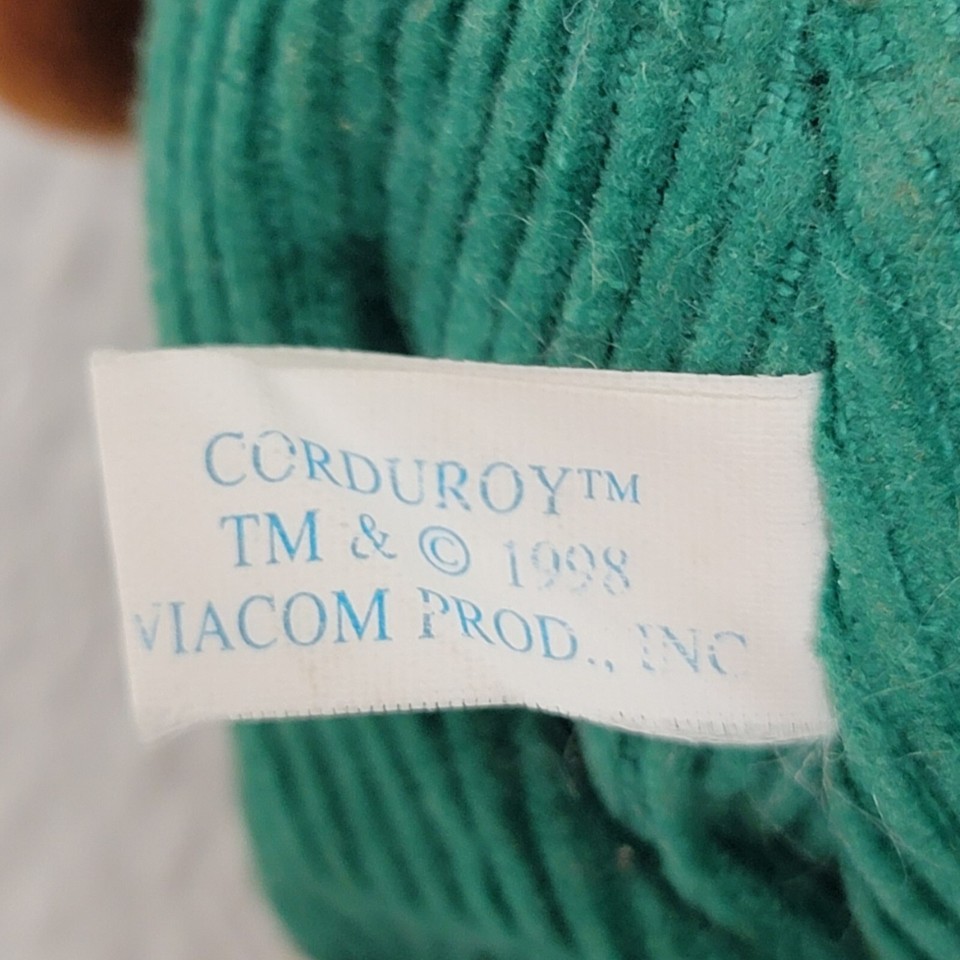 CORDUROY™
TM & © 1998
VIACOM PROD., INC